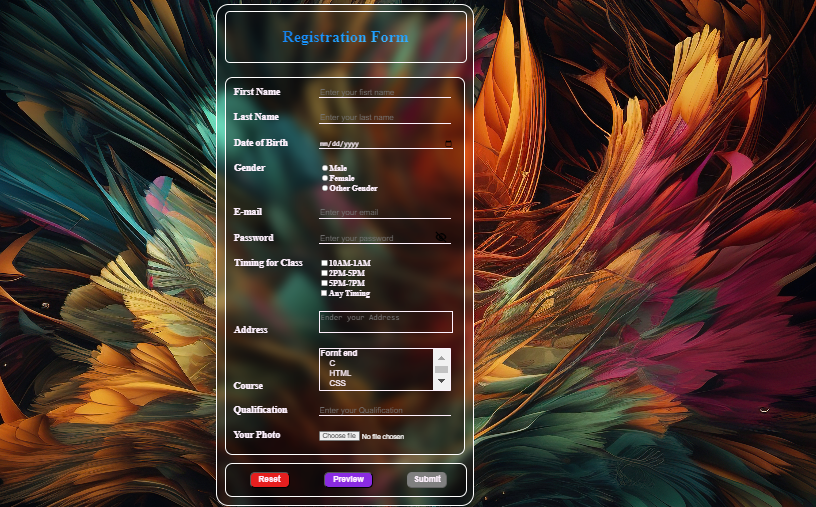 Registration Form
First Name Enter your fisrt name
Last Name Enter your last name
Date of Birth mm/dd/yyyy
Gender Male
Female
Other Gender
E-mail Enter your email
Password Enter your password
Timing for Class 10AM-1AM
2PM-5PM
5PM-7PM
Any Timing
Address Enter your Address
Course Fornt end
C
HTML
CSS
Qualification Enter your Qualification
Your Photo Choose file No file chosen
Reset Preview Submit